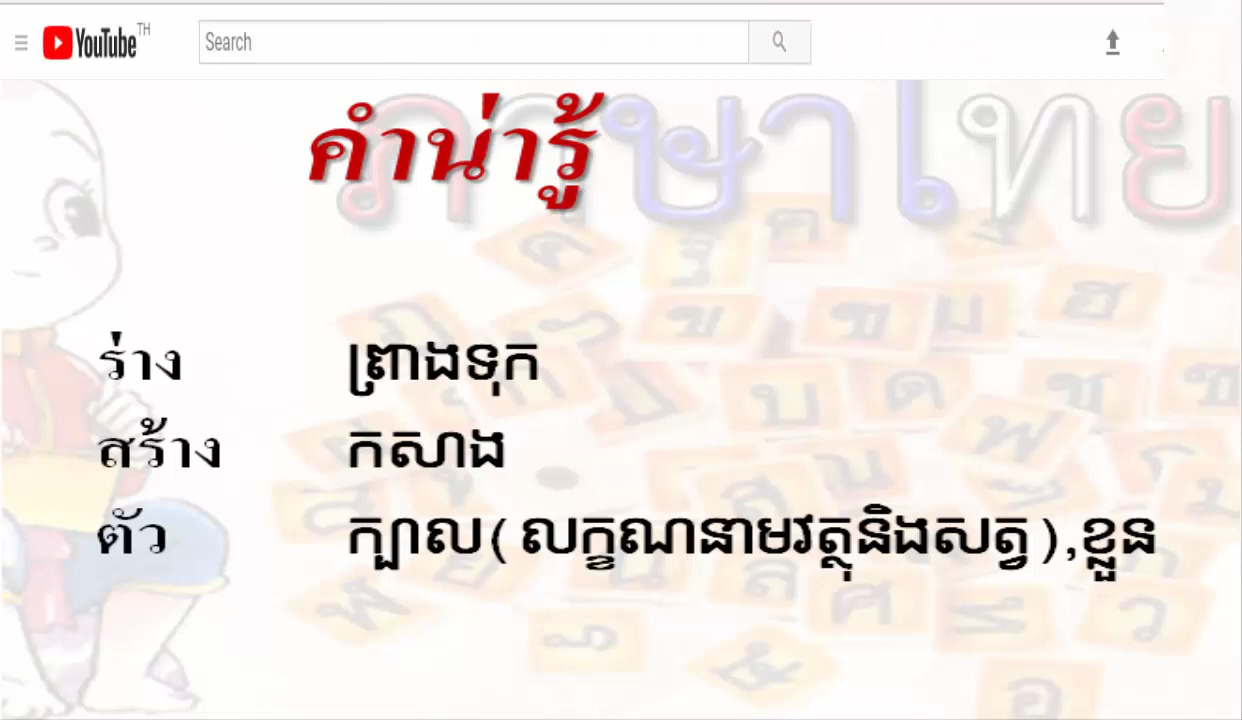 YouTube TH
Search
ภาษาไทย
คำน่ารู้
ร่าง ព្រាងទុក
สร้าง កសាង
ตัว ក្បាល(លក្ខណនាមវត្ថុនិងសត្វ),ខ្លួន